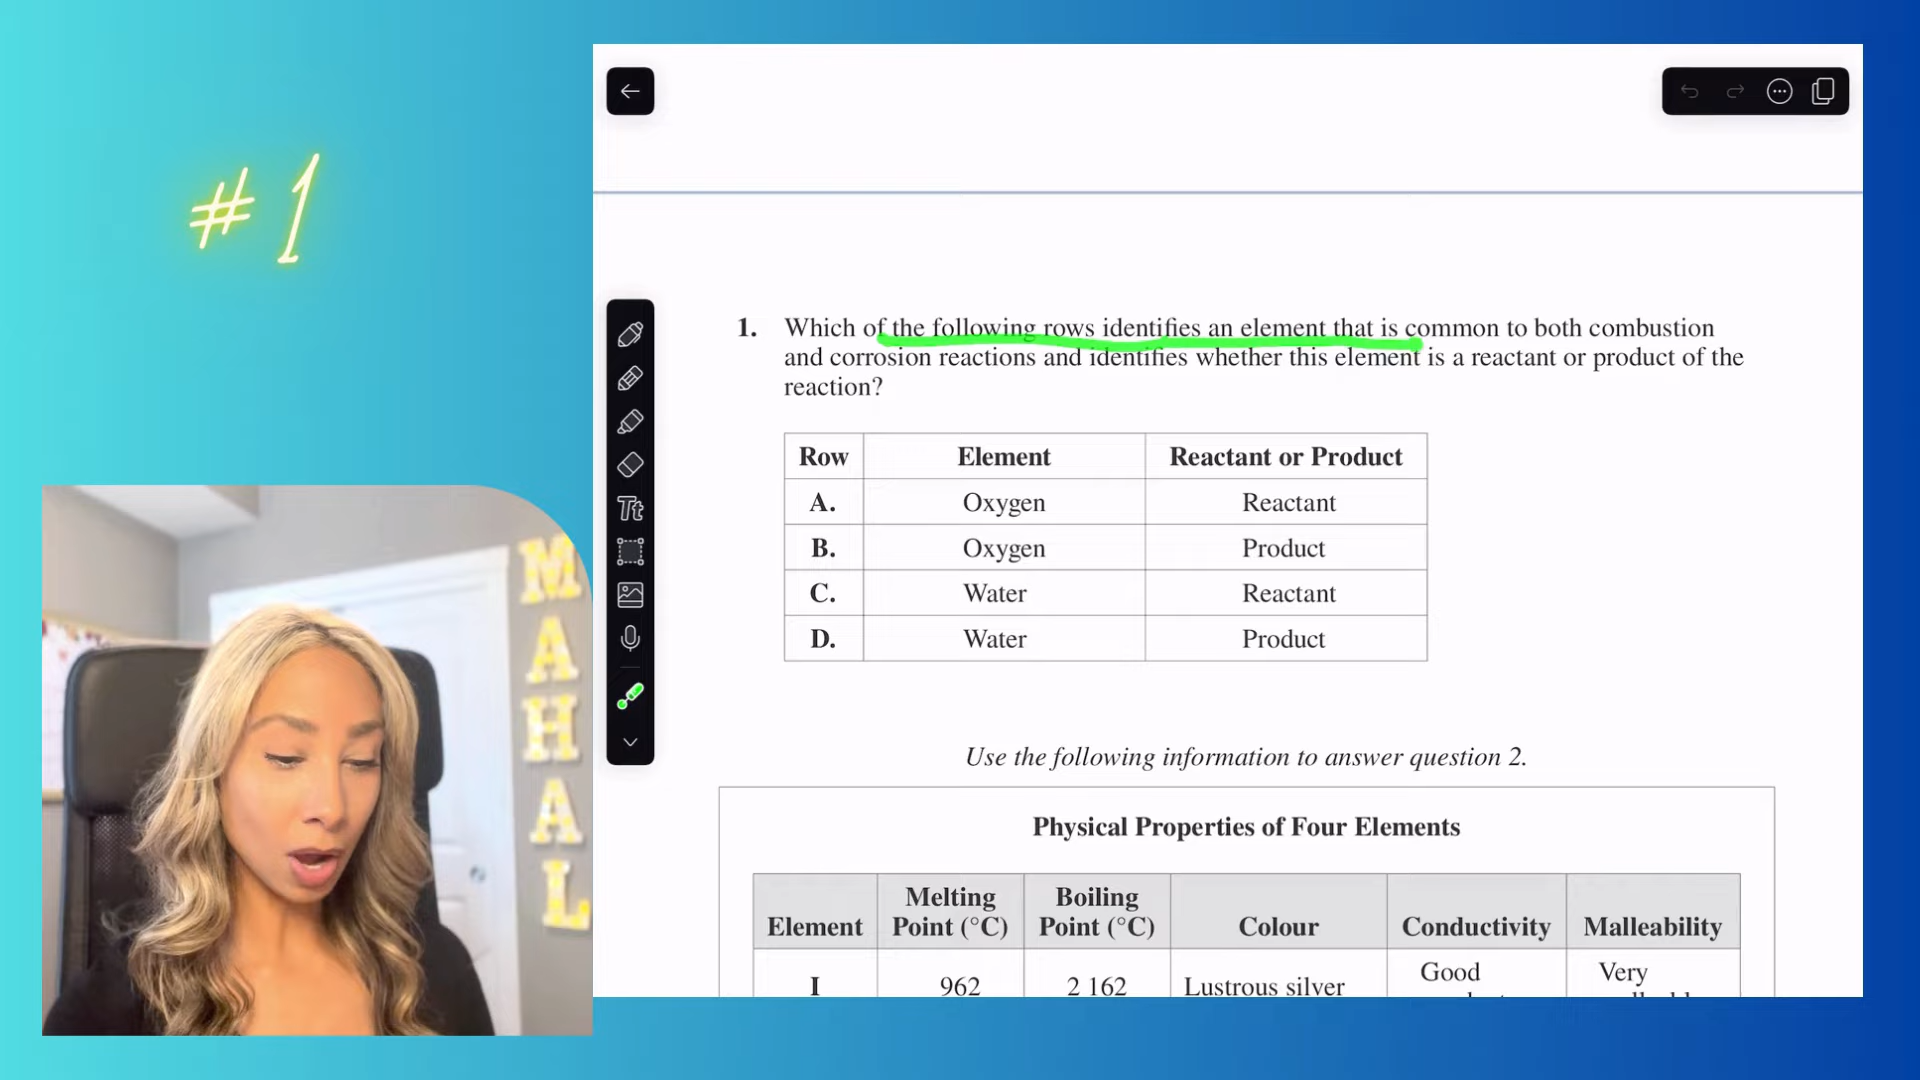 #1
1. Which of the following rows identifies an element that is common to both combustion
and corrosion reactions and identifies whether this element is a reactant or product of the
reaction?
Row Element Reactant or Product
A. Oxygen Reactant
B. Oxygen Product
C. Water Reactant
D. Water Product
Use the following information to answer question 2.
Physical Properties of Four Elements
Element Melting Point (°C) Boiling Point (°C) Colour Conductivity Malleability
I 962 2 162 Lustrous silver Good Very
Tt
MAHAL